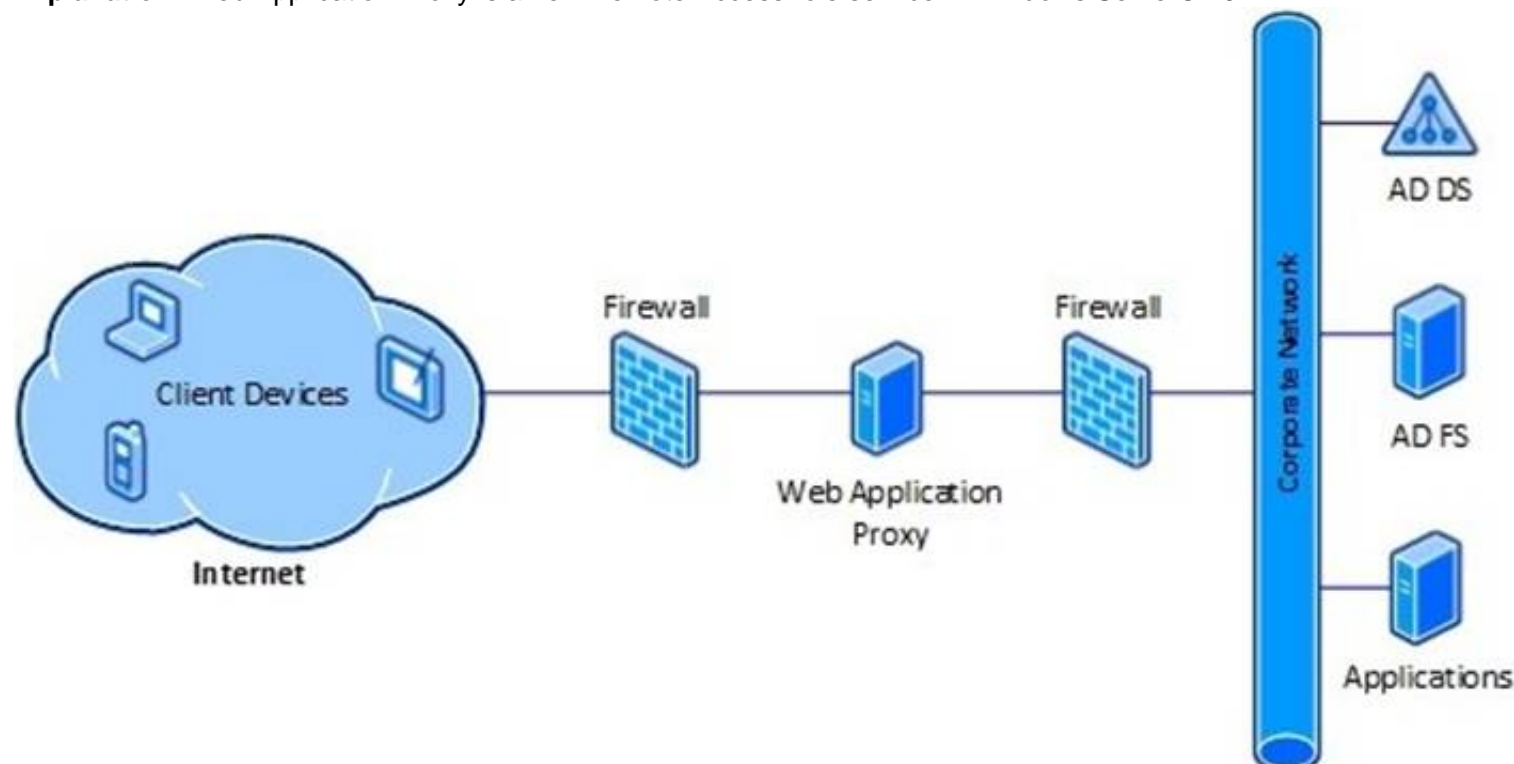 AD DS
Firewall
Firewall
Corporate Network
Client Devices
AD FS
Web Application
Proxy
Internet
Applications